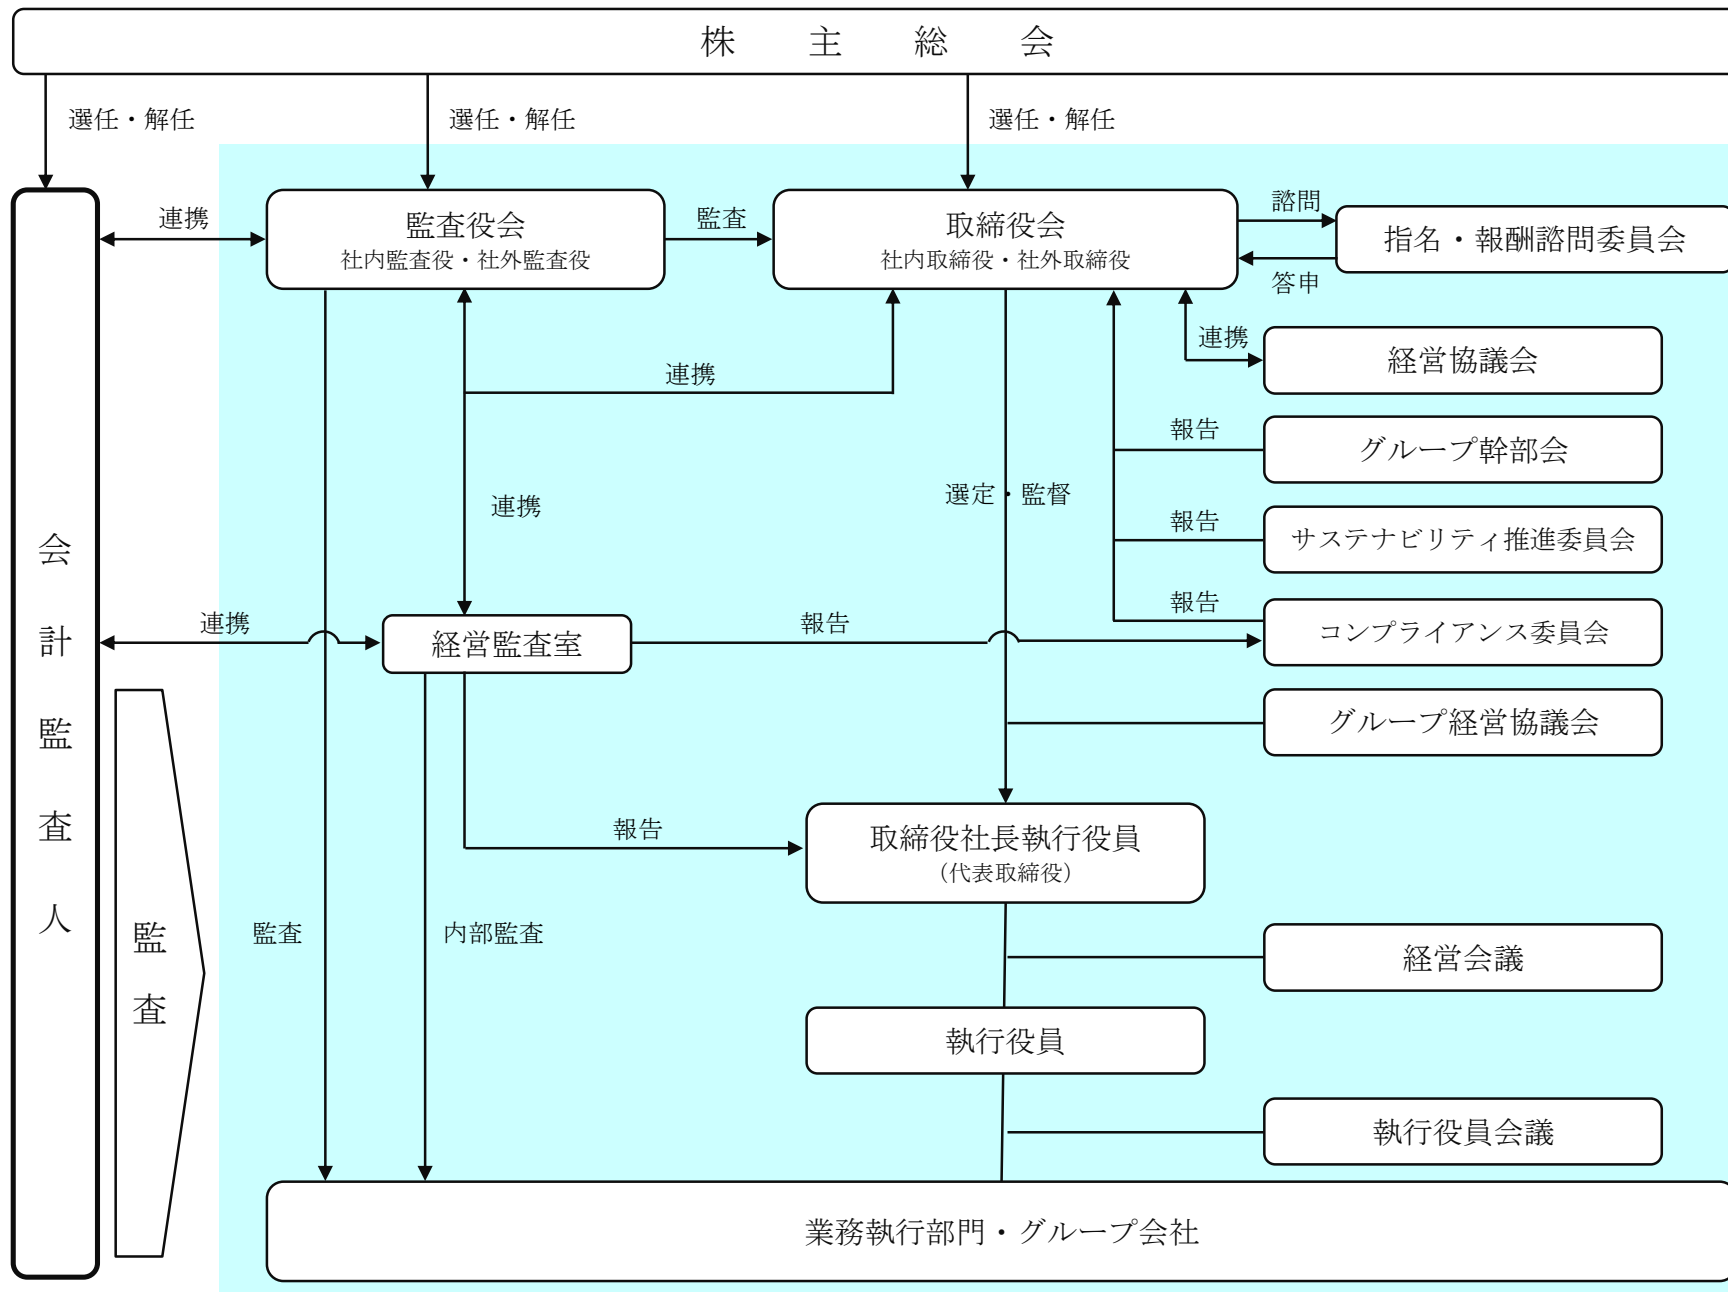 株主総会
選任・解任
選任・解任
選任・解任
連携
監査役会
社内監査役・社外監査役
監査
取締役会
社内取締役・社外取締役
諮問
答申
指名・報酬諮問委員会
連携
経営協議会
連携
報告
グループ幹部会
連携
選定・監督
報告
サステナビリティ推進委員会
会計監査人
連携
経営監査室
報告
報告
コンプライアンス委員会
グループ経営協議会
報告
取締役社長執行役員
（代表取締役）
監査
監査
内部監査
経営会議
執行役員
執行役員会議
業務執行部門・グループ会社